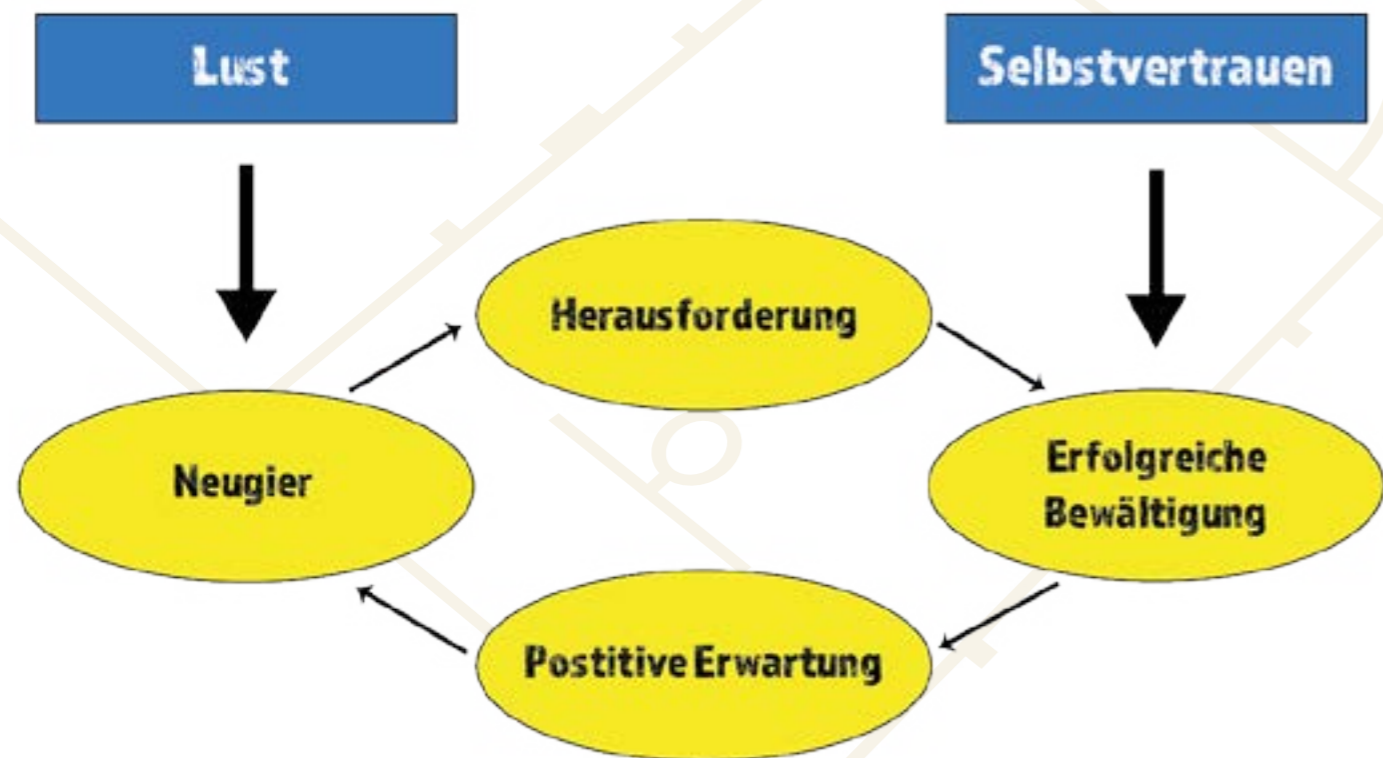 Lust
Selbstvertrauen
Herausforderung
Neugier
Erfolgreiche
Bewältigung
Postitive Erwartung